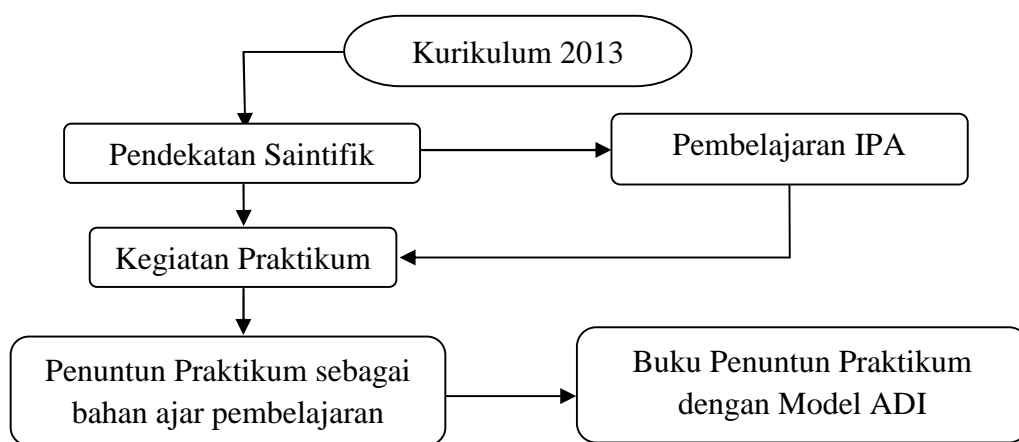 Kurikulum 2013
Pendekatan Saintifik
Pembelajaran IPA
Kegiatan Praktikum
Penuntun Praktikum sebagai
bahan ajar pembelajaran
Buku Penuntun Praktikum
dengan Model ADI